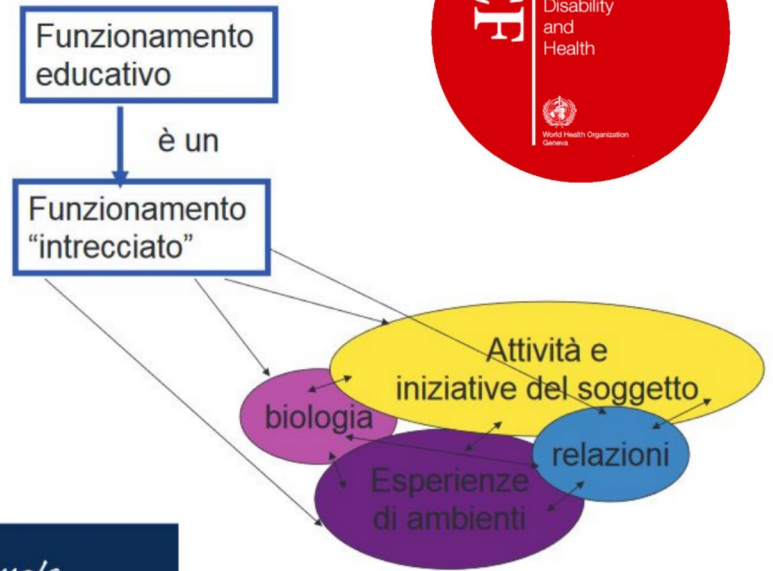 Funzionamento
educativo
Disability
and
Health
World Health Organization
Geneva
è un
Funzionamento
“intrecciato”
Attività e
iniziative del soggetto
biologia
relazioni
Esperienze
di ambienti